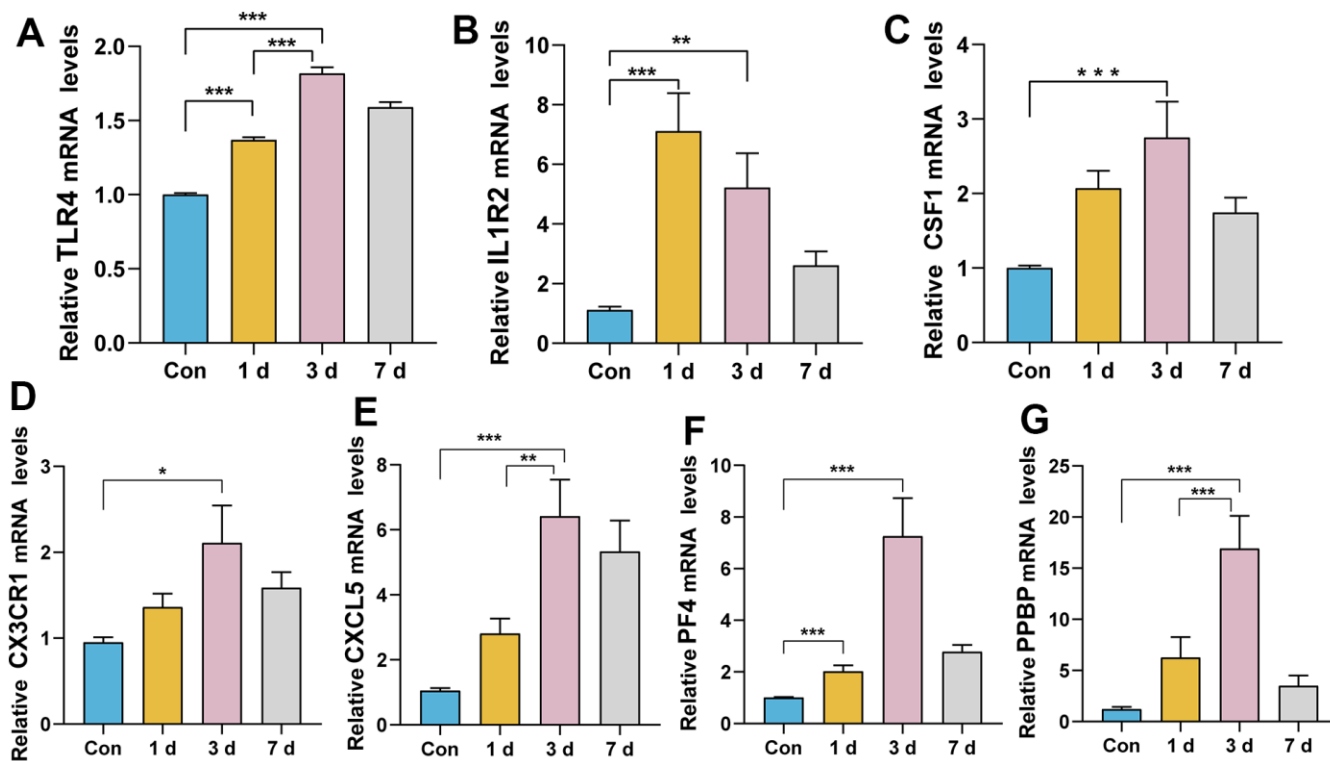 A
Relative TLR4 mRNA levels
2.0
1.5
1.0
0.5
0.0
***
***
***
Con 1 d 3 d 7 d
B
Relative IL1R2 mRNA levels
10
8
6
4
2
0
**
***
Con 1 d 3 d 7 d
C
Relative CSF1 mRNA levels
4
3
2
1
0
* * *
Con 1 d 3 d 7 d
D
Relative CX3CR1 mRNA levels
3
2
1
0
*
Con 1 d 3 d 7 d
E
Relative CXCL5 mRNA levels
8
6
4
2
0
***
**
Con 1 d 3 d 7 d
F
Relative PF4 mRNA levels
10
8
6
4
2
0
***
***
Con 1 d 3 d 7 d
G
Relative PPBP mRNA levels
25
20
15
10
5
0
***
***
Con 1 d 3 d 7 d